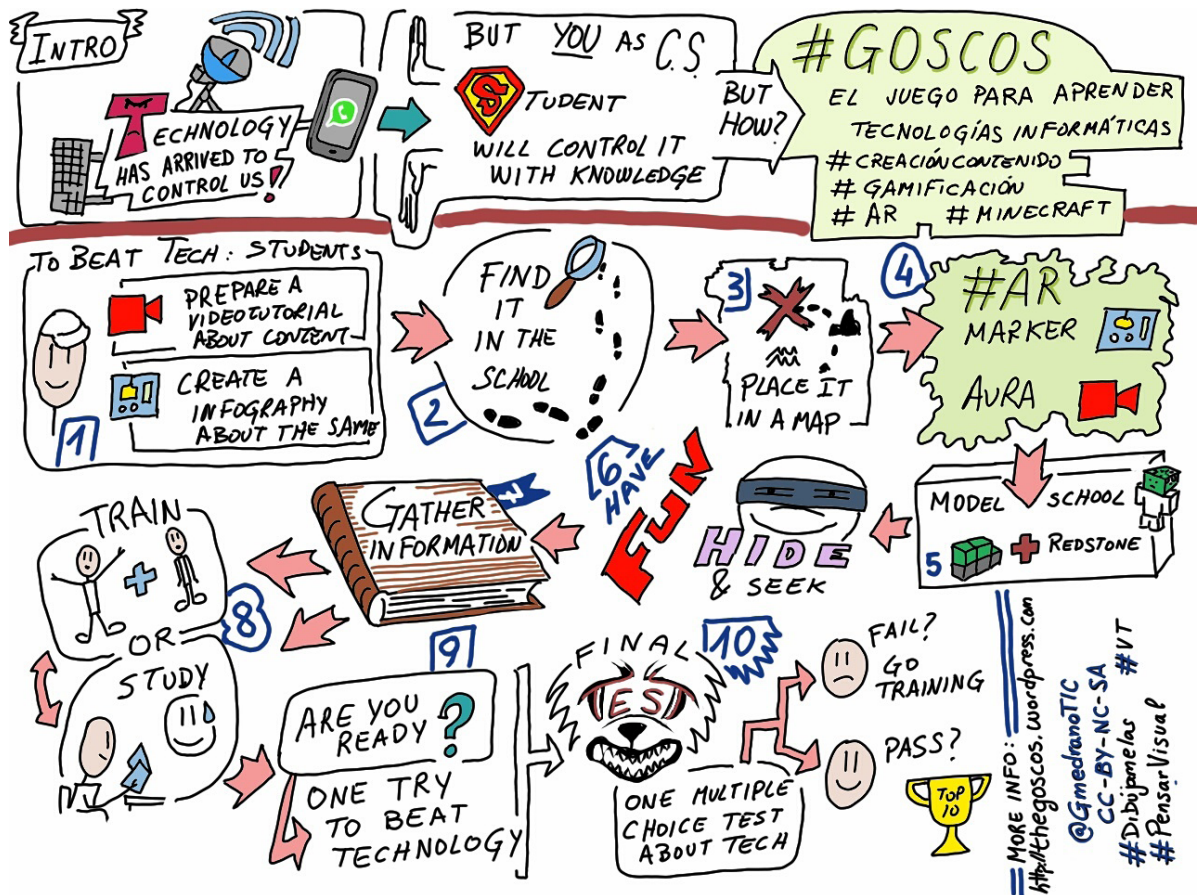 INTRO
TECHNOLOGY
HAS ARRIVED TO
CONTROL US!!
BUT YOU AS C.S.
STUDENT
WILL CONTROL IT
WITH KNOWLEDGE
BUT
HOW?
#GOSCOS
EL JUEGO PARA APRENDER
TECNOLOGÍAS INFORMÁTICAS
#CREACIÓNCONTENIDO
# GAMIFICACIÓN
# AR # MINECRAFT
TO BEAT TECH: STUDENTS
PREPARE A
VIDEOTUTORIAL
ABOUT CONTENT
CREATE A
INFOGRAPHY
ABOUT THE SAME
1
FIND
IT
IN THE
SCHOOL
2
3
PLACE IT
IN A MAP
4
#AR
MARKER
AURA
MODEL SCHOOL
5 + REDSTONE
HIDE
& SEEK
6
HAVE
FUN
W
GATHER
INFORMATION
8
TRAIN
+
OR
STUDY
9
ARE YOU
READY ?
ONE TRY
TO BEAT
TECHNOLOGY
10
FINAL
TEST
ONE MULTIPLE
CHOICE TEST
ABOUT TECH
FAIL?
GO
TRAINING
PASS?
TOP
10
MORE INFO:
http://thegoscos.wordpress.com
@GmedranoTIC
CC-BY-NC-SA
#Dibujamelas #VT
#PensarVisual